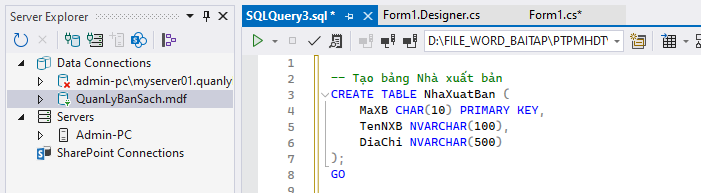 Server Explorer
Data Connections
admin-pc\myserver01.quanly
QuanLyBanSach.mdf
Servers
Admin-PC
SharePoint Connections
SQLQuery3.sql *
Form1.Designer.cs
Form1.cs*
D:\FILE_WORD_BAITAP\PTPMHDT\
1
2 -- Tạo bảng Nhà xuất bản
3 CREATE TABLE NhaXuatBan (
4 MaXB CHAR(10) PRIMARY KEY,
5 TenNXB NVARCHAR(100),
6 DiaChi NVARCHAR(500)
7 );
8 GO